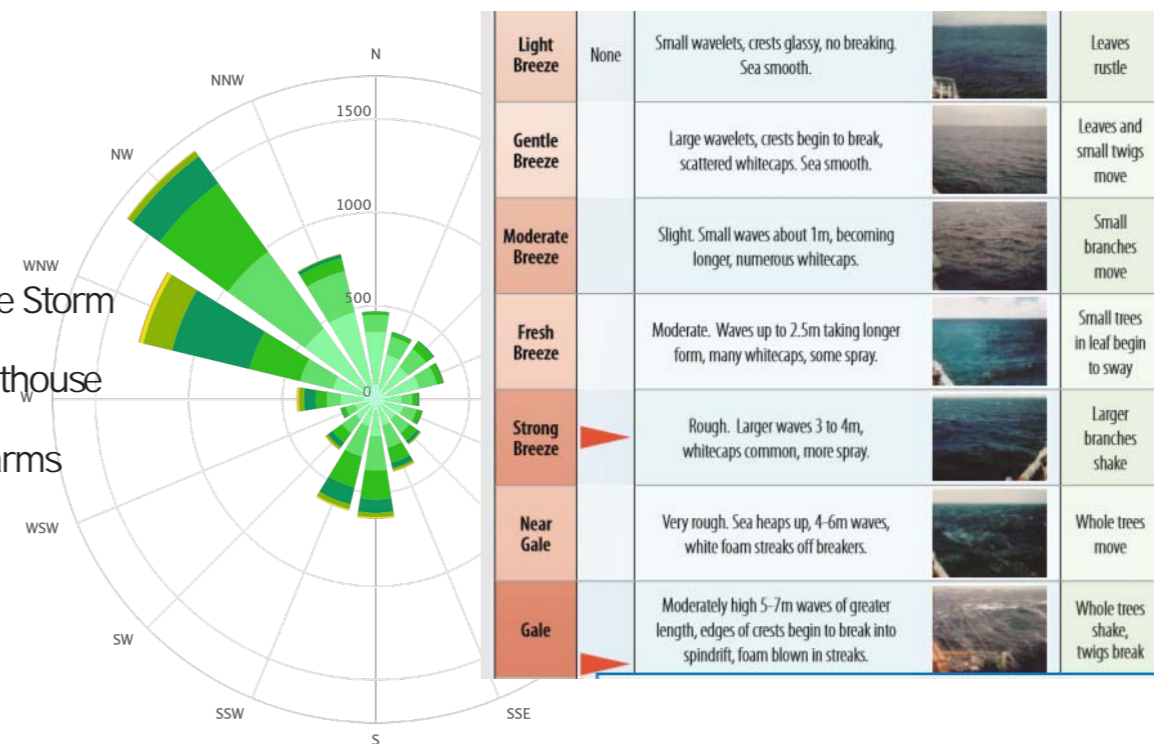 N
NNW
NW
WNW
W
WSW
SW
SSW
S
SSE
1500
1000
500
0
e Storm
thouse
arms
Light
Breeze
None
Small wavelets, crests glassy, no breaking.
Sea smooth.
Leaves
rustle
Gentle
Breeze
Large wavelets, crests begin to break,
scattered whitecaps. Sea smooth.
Leaves and
small twigs
move
Moderate
Breeze
Slight. Small waves about 1m, becoming
longer, numerous whitecaps.
Small
branches
move
Fresh
Breeze
Moderate. Waves up to 2.5m taking longer
form, many whitecaps, some spray.
Small trees
in leaf begin
to sway
Strong
Breeze
Rough. Larger waves 3 to 4m,
whitecaps common, more spray.
Larger
branches
shake
Near
Gale
Very rough. Sea heaps up, 4-6m waves,
white foam streaks off breakers.
Whole trees
move
Gale
Moderately high 5-7m waves of greater
length, edges of crests begin to break into
spindrift, foam blown in streaks.
Whole trees
shake,
twigs break